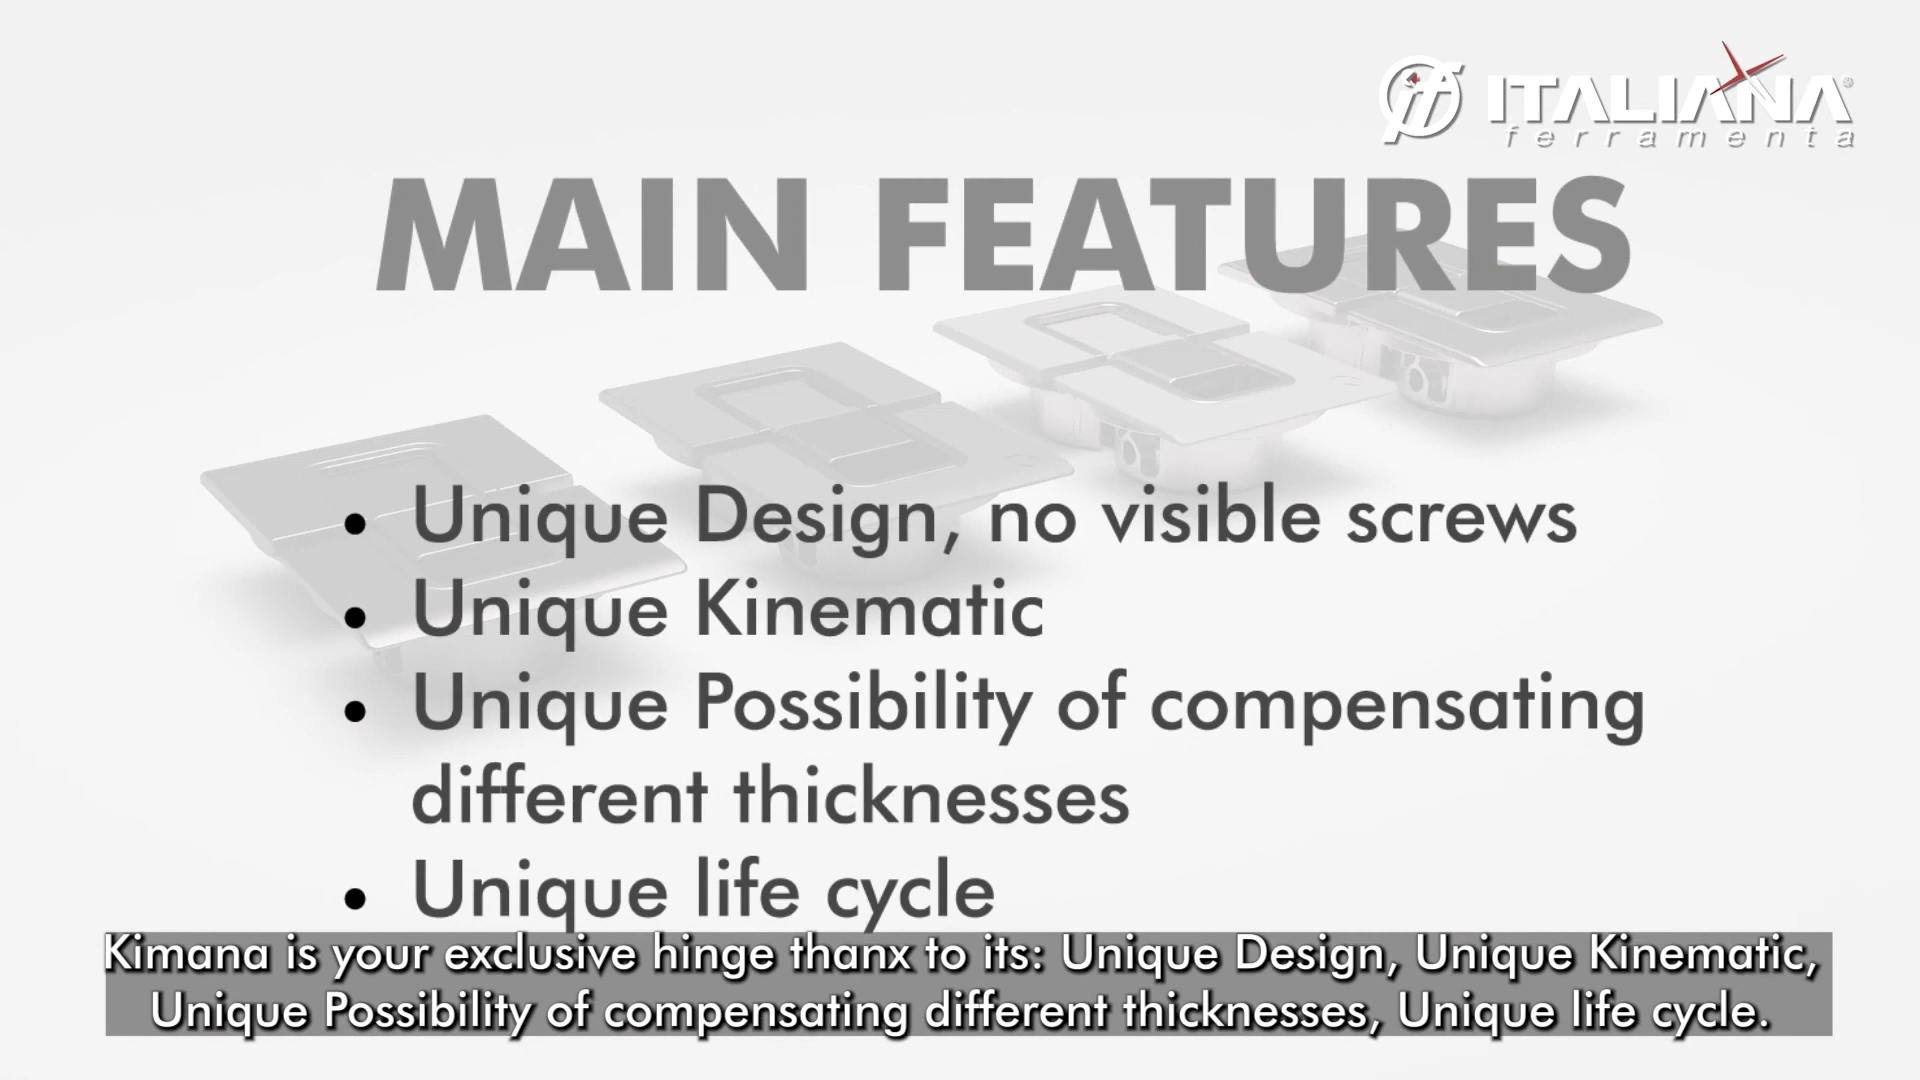 ITALIANA®
ferramenta
MAIN FEATURES
• Unique Design, no visible screws
• Unique Kinematic
• Unique Possibility of compensating
different thicknesses
• Unique life cycle
Kimana is your exclusive hinge thanx to its: Unique Design, Unique Kinematic,
Unique Possibility of compensating different thicknesses, Unique life cycle.